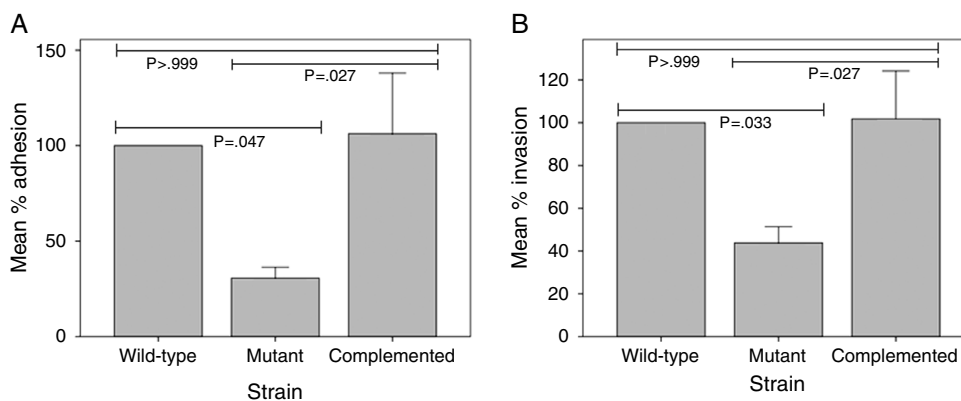 A
150
100
50
0
Mean % adhesion
P>.999
P=.027
P=.047
Wild-type Mutant Complemented
Strain
B
120
100
80
60
40
20
0
Mean % invasion
P>.999
P=.027
P=.033
Wild-type Mutant Complemented
Strain